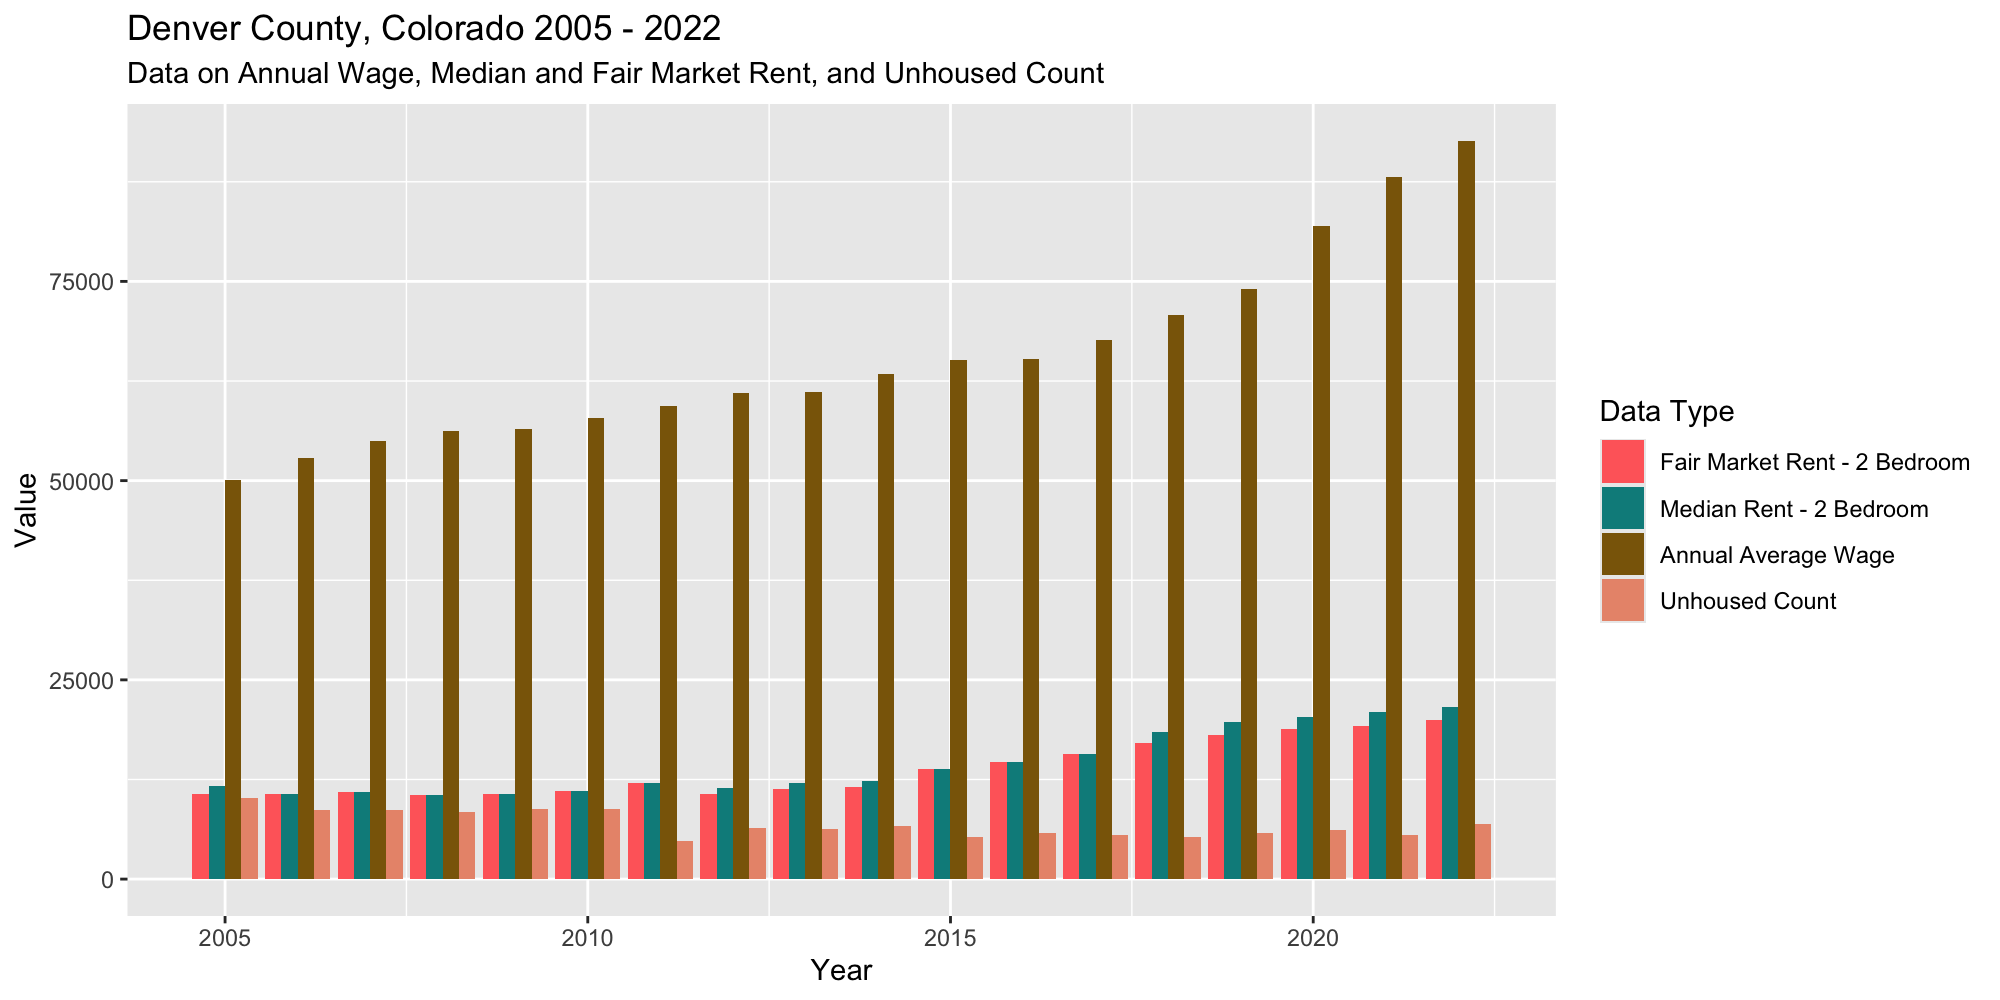 Denver County, Colorado 2005 - 2022
Data on Annual Wage, Median and Fair Market Rent, and Unhoused Count
Value
75000
50000
25000
0
2005
2010
2015
2020
Year
Data Type
Fair Market Rent - 2 Bedroom
Median Rent - 2 Bedroom
Annual Average Wage
Unhoused Count